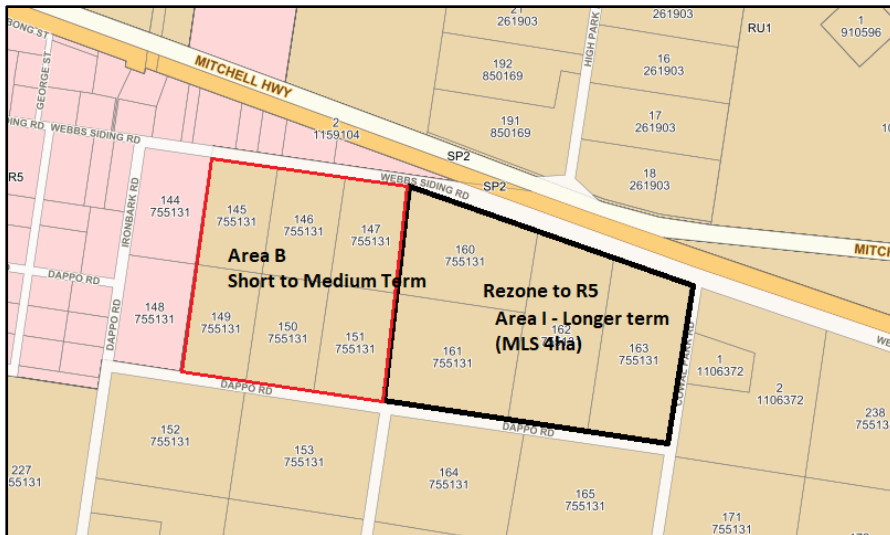 BONG ST
GEORGE ST
MITCHELL HWY
21
261903
261903
HIGH PARK
RU1
1
910596
192
850169
16
261903
191
850169
17
261903
2
1159104
18
261903
SP2
SP2
WEBBS SIDING RD
WEBBS SIDING RD
R5
IRONBARK RD
144
755131
145
755131
146
755131
147
755131
160
755131
MITCH
Area B
Short to Medium Term
Rezone to R5
Area I - Longer term
(MLS 4ha)
162
DAPPO RD
DAPPO RD
148
755131
149
755131
150
755131
151
755131
161
755131
163
755131
1
1106372
2
1106372
238
DAPPO RD
DAPPO RD
152
755131
153
755131
164
755131
165
755131
227
55131
171
755131